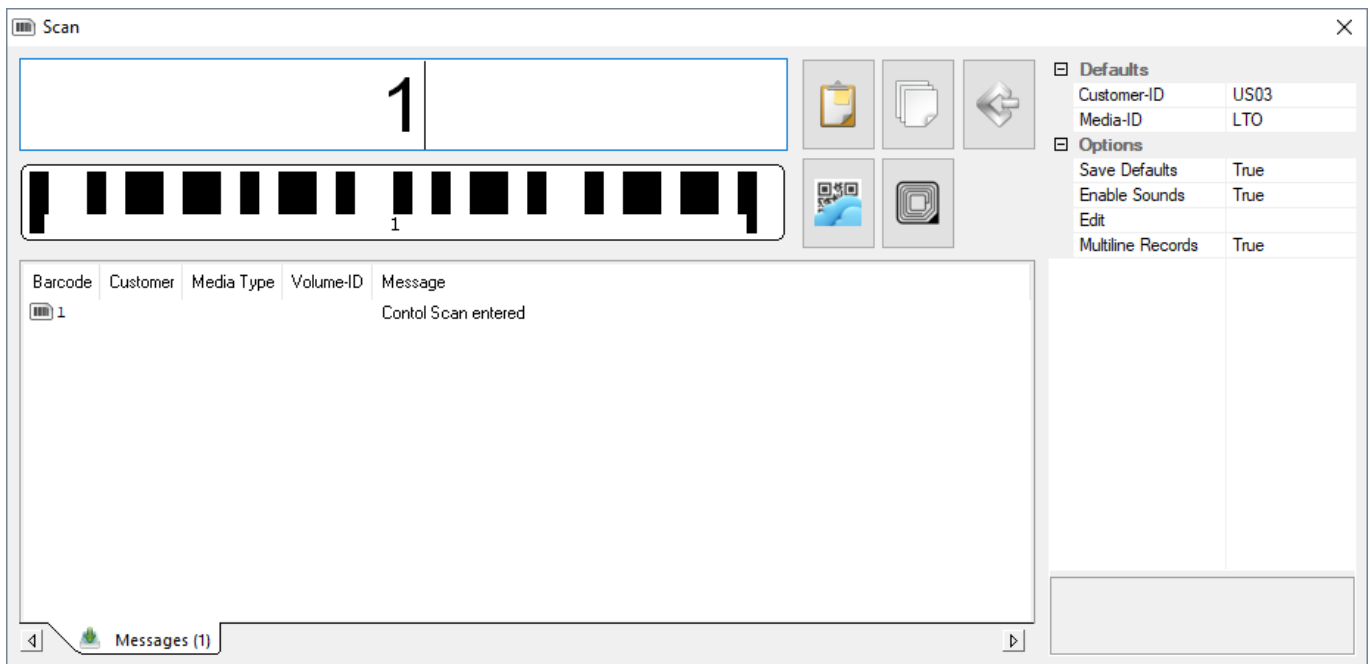 Scan
1
1
Barcode Customer Media Type Volume-ID Message
1 Contol Scan entered
Messages (1)
Defaults
Customer-ID US03
Media-ID LTO
Options
Save Defaults True
Enable Sounds True
Edit
Multiline Records True